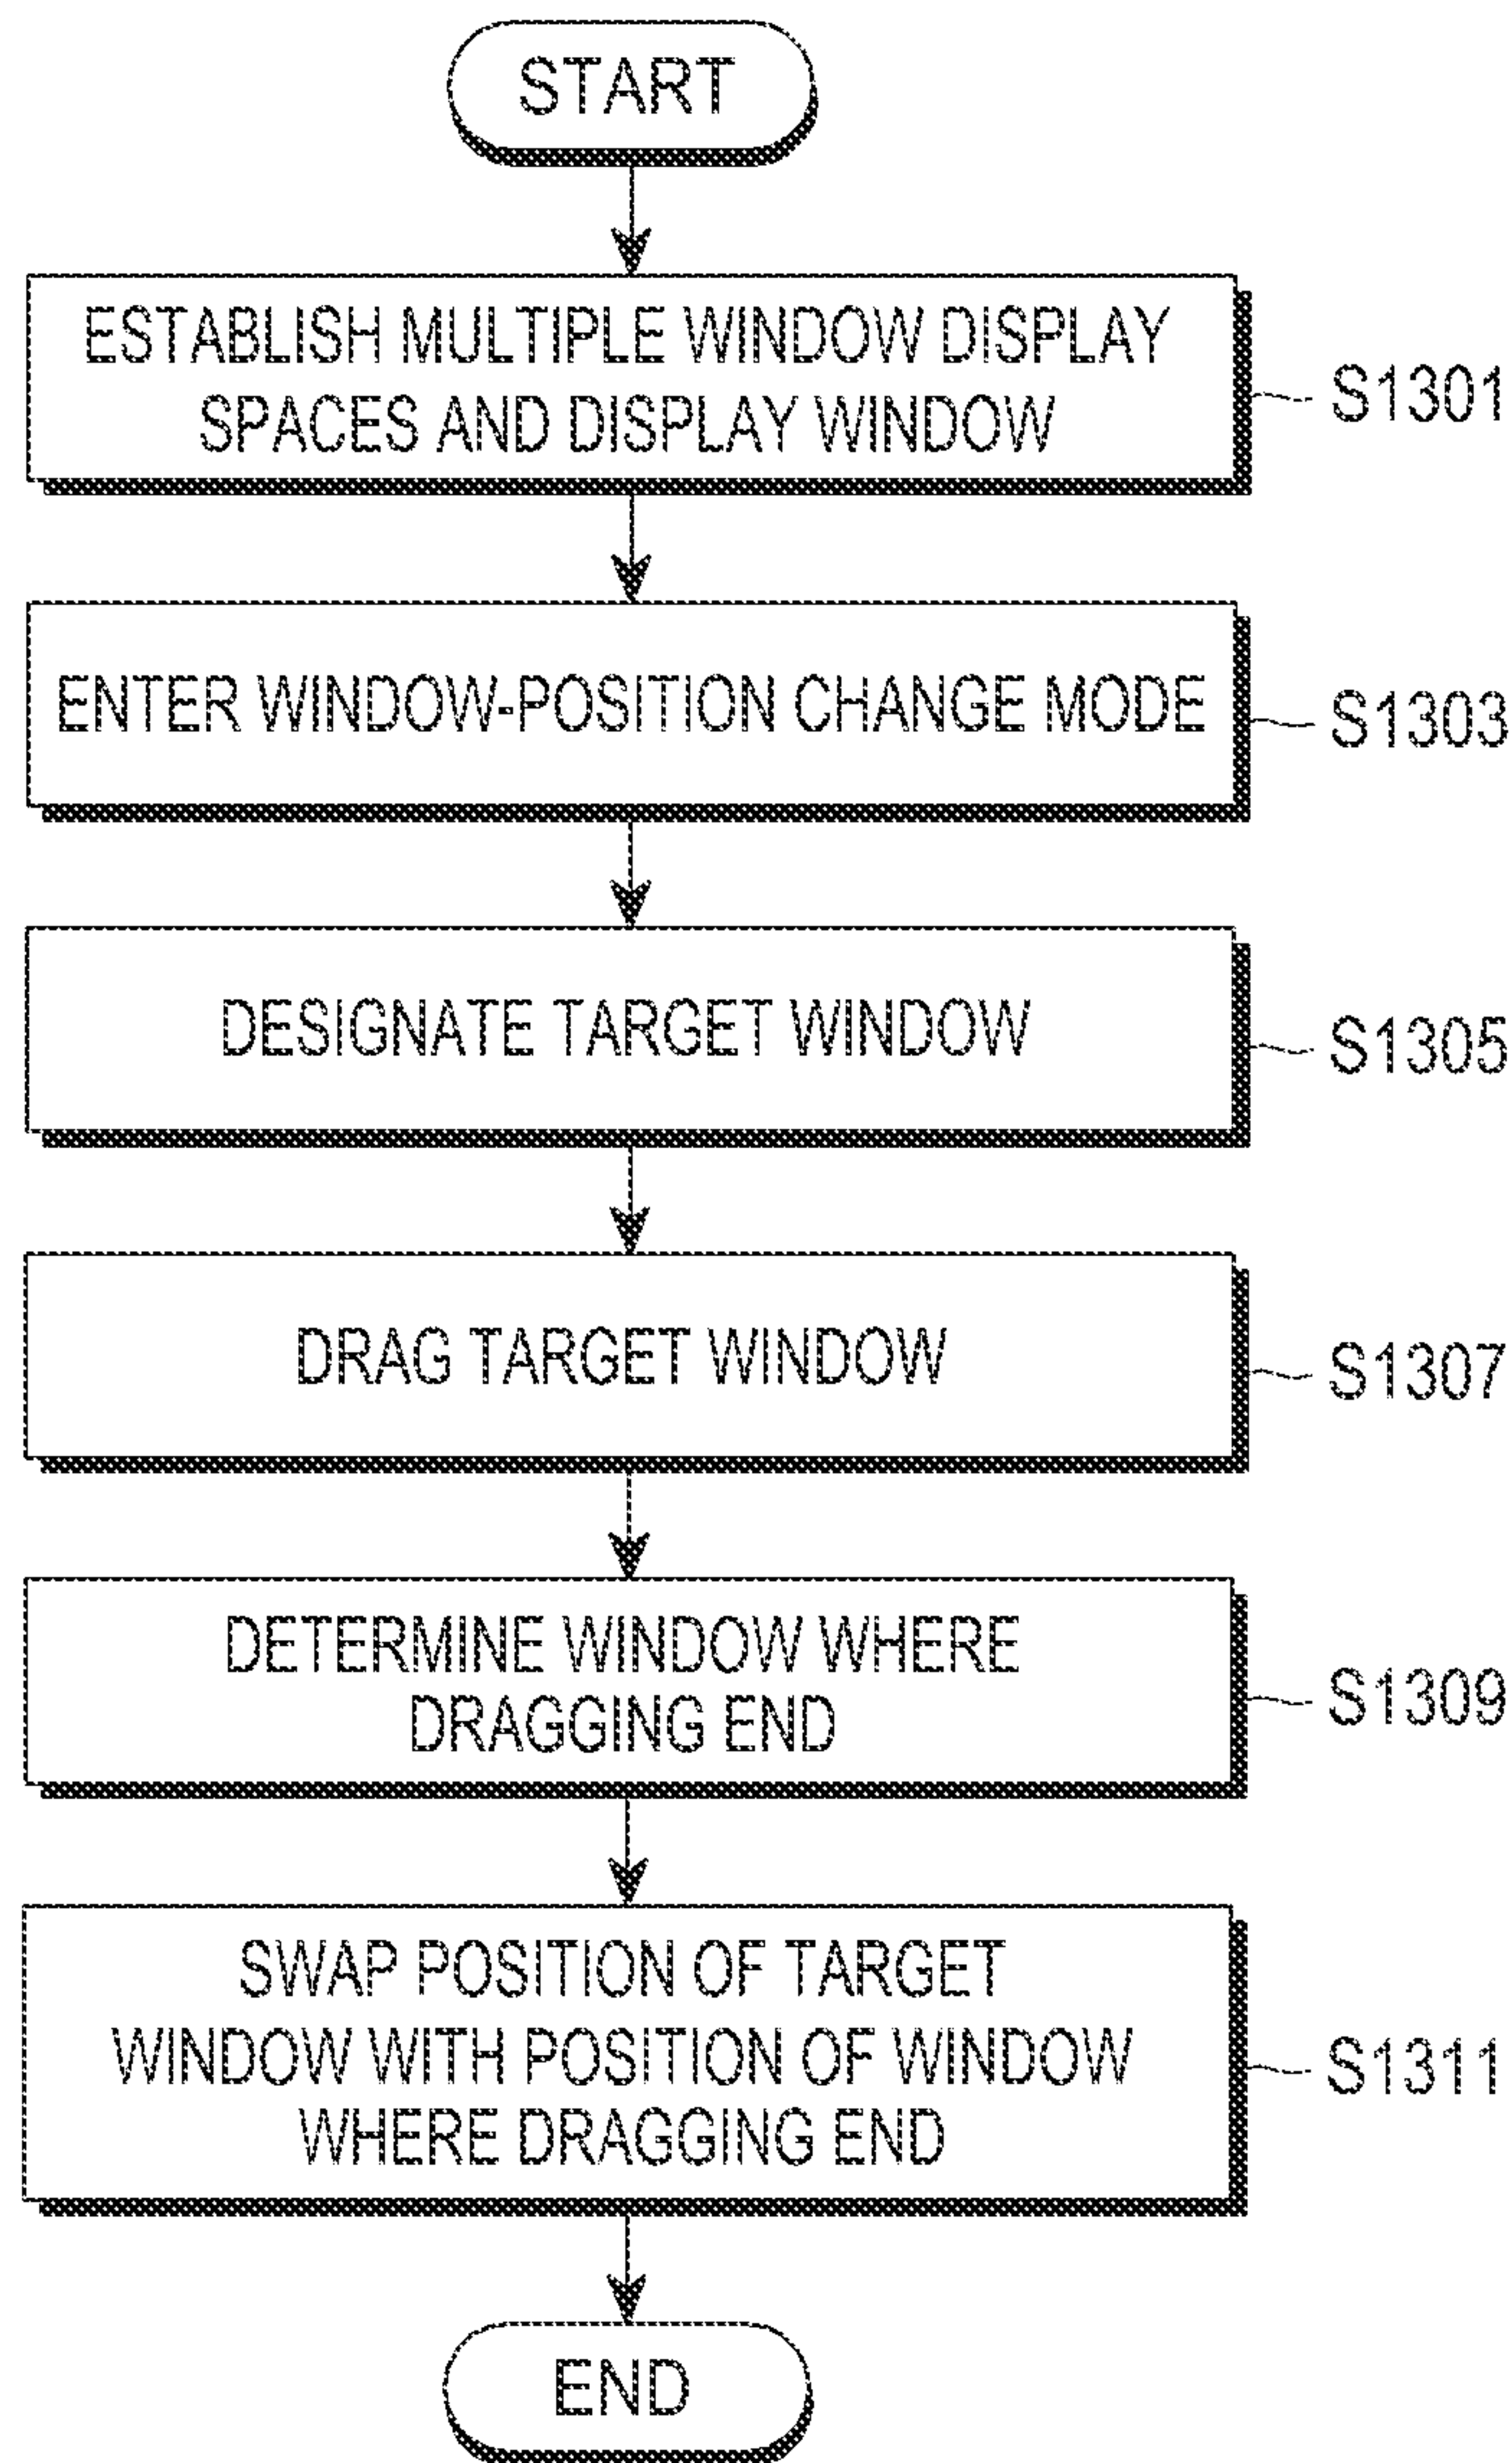 START
ESTABLISH MULTIPLE WINDOW DISPLAY
SPACES AND DISPLAY WINDOW
S1301
ENTER WINDOW-POSITION CHANGE MODE
S1303
DESIGNATE TARGET WINDOW
S1305
DRAG TARGET WINDOW
S1307
DETERMINE WINDOW WHERE
DRAGGING END
S1309
SWAP POSITION OF TARGET
WINDOW WITH POSITION OF WINDOW
WHERE DRAGGING END
S1311
END